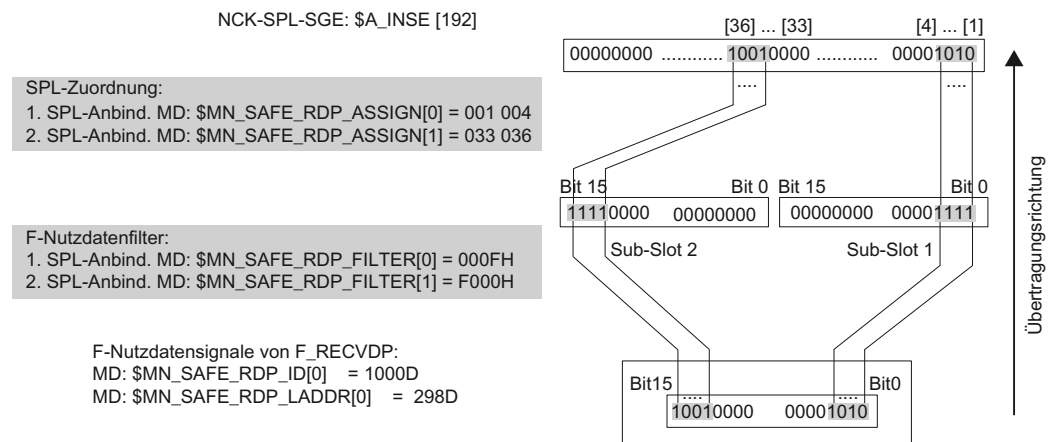 NCK-SPL-SGE: $A_INSE [192]
[36] ... [33] [4] ... [1]
00000000 ............ 10010000 ............ 00001010
.... ....
SPL-Zuordnung:
1. SPL-Anbind. MD: $MN_SAFE_RDP_ASSIGN[0] = 001 004
2. SPL-Anbind. MD: $MN_SAFE_RDP_ASSIGN[1] = 033 036
Bit 15 Bit 0 Bit 15 Bit 0
11110000 00000000 00000000 00001111
Sub-Slot 2 Sub-Slot 1
F-Nutzdatenfilter:
1. SPL-Anbind. MD: $MN_SAFE_RDP_FILTER[0] = 000FH
2. SPL-Anbind. MD: $MN_SAFE_RDP_FILTER[1] = F000H
F-Nutzdatensignale von F_RECVDP:
MD: $MN_SAFE_RDP_ID[0] = 1000D
MD: $MN_SAFE_RDP_LADDR[0] = 298D
Bit15 Bit0
.... ....
10010000 00001010
Übertragungsrichtung